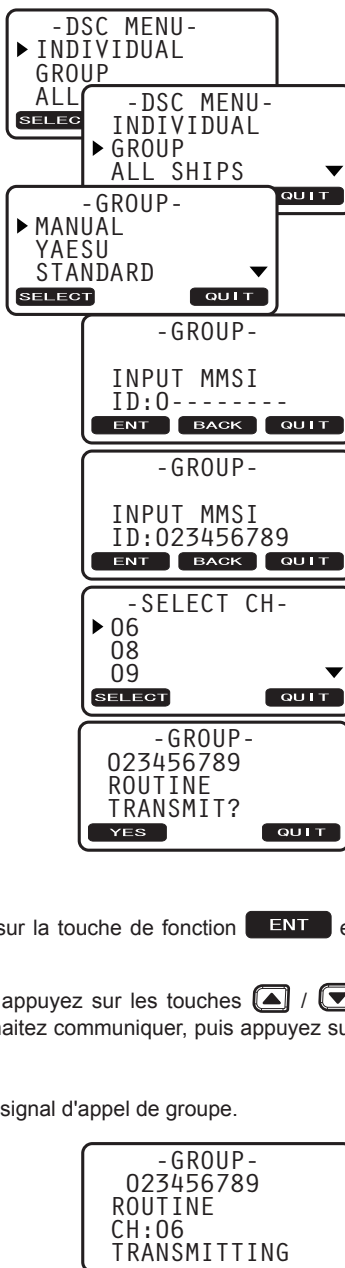 -DSC MENU-
INDIVIDUAL
GROUP
ALL
-DSC MENU-
INDIVIDUAL
GROUP
ALL SHIPS
QUIT
-GROUP-
MANUAL
YAESU
STANDARD
SELECT QUIT
-GROUP-
INPUT MMSI
ID:0--------
ENT BACK QUIT
-GROUP-
INPUT MMSI
ID:023456789
ENT BACK QUIT
-SELECT CH-
06
08
09
SELECT QUIT
-GROUP-
023456789
ROUTINE
TRANSMIT?
YES QUIT
sur la touche de fonction ENT
appuyez sur les touches /
haitez communiquer, puis appuyez su
signal d'appel de groupe.
-GROUP-
023456789
ROUTINE
CH:06
TRANSMITTING